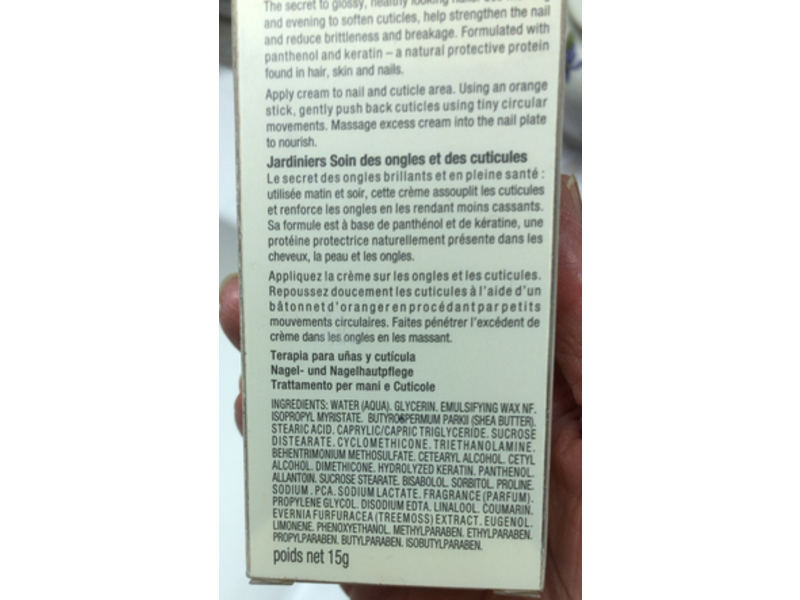 The secret to glossy, healthy looking nails.
and evening to soften cuticles, help strengthen the nail
and reduce brittleness and breakage. Formulated with
panthenol and keratin – a natural protective protein
found in hair, skin and nails.
Apply cream to nail and cuticle area. Using an orange
stick, gently push back cuticles using tiny circular
movements. Massage excess cream into the nail plate
to nourish.
Jardiniers Soin des ongles et des cuticules
Le secret des ongles brillants et en pleine santé :
utilisée matin et soir, cette crème assouplit les cuticules
et renforce les ongles en les rendant moins cassants.
Sa formule est à base de panthénol et de kératine, une
protéine protectrice naturellement présente dans les
cheveux, la peau et les ongles.
Appliquez la crème sur les ongles et les cuticules.
Repoussez doucement les cuticules à l'aide d'un
bâtonnet d'oranger en procédant par petits
mouvements circulaires. Faites pénétrer l'excédent de
crème dans les ongles en les massant.
Terapia para uñas y cutícula
Nagel- und Nagelhautpflege
Trattamento per mani e Cuticole
INGREDIENTS: WATER (AQUA). GLYCERIN. EMULSIFYING WAX NF.
ISOPROPYL MYRISTATE. BUTYROSPERMUM PARKII (SHEA BUTTER).
STEARIC ACID. CAPRYLIC/CAPRIC TRIGLYCERIDE. SUCROSE
DISTEARATE. CYCLOMETHICONE. TRIETHANOLAMINE.
BEHENTRIMONIUM METHOSULFATE. CETEARYL ALCOHOL. CETYL
ALCOHOL. DIMETHICONE. HYDROLYZED KERATIN. PANTHENOL.
ALLANTOIN. SUCROSE STEARATE. BISABOLOL. SORBITOL. PROLINE.
SODIUM . PCA. SODIUM LACTATE. FRAGRANCE (PARFUM).
PROPYLENE GLYCOL. DISODIUM EDTA. LINALOOL. COUMARIN.
EVERNIA FURFURACEA (TREEMOSS) EXTRACT. EUGENOL.
LIMONENE. PHENOXYETHANOL. METHYLPARABEN. ETHYLPARABEN.
PROPYLPARABEN. BUTYLPARABEN. ISOBUTYLPARABEN.
poids net 15g